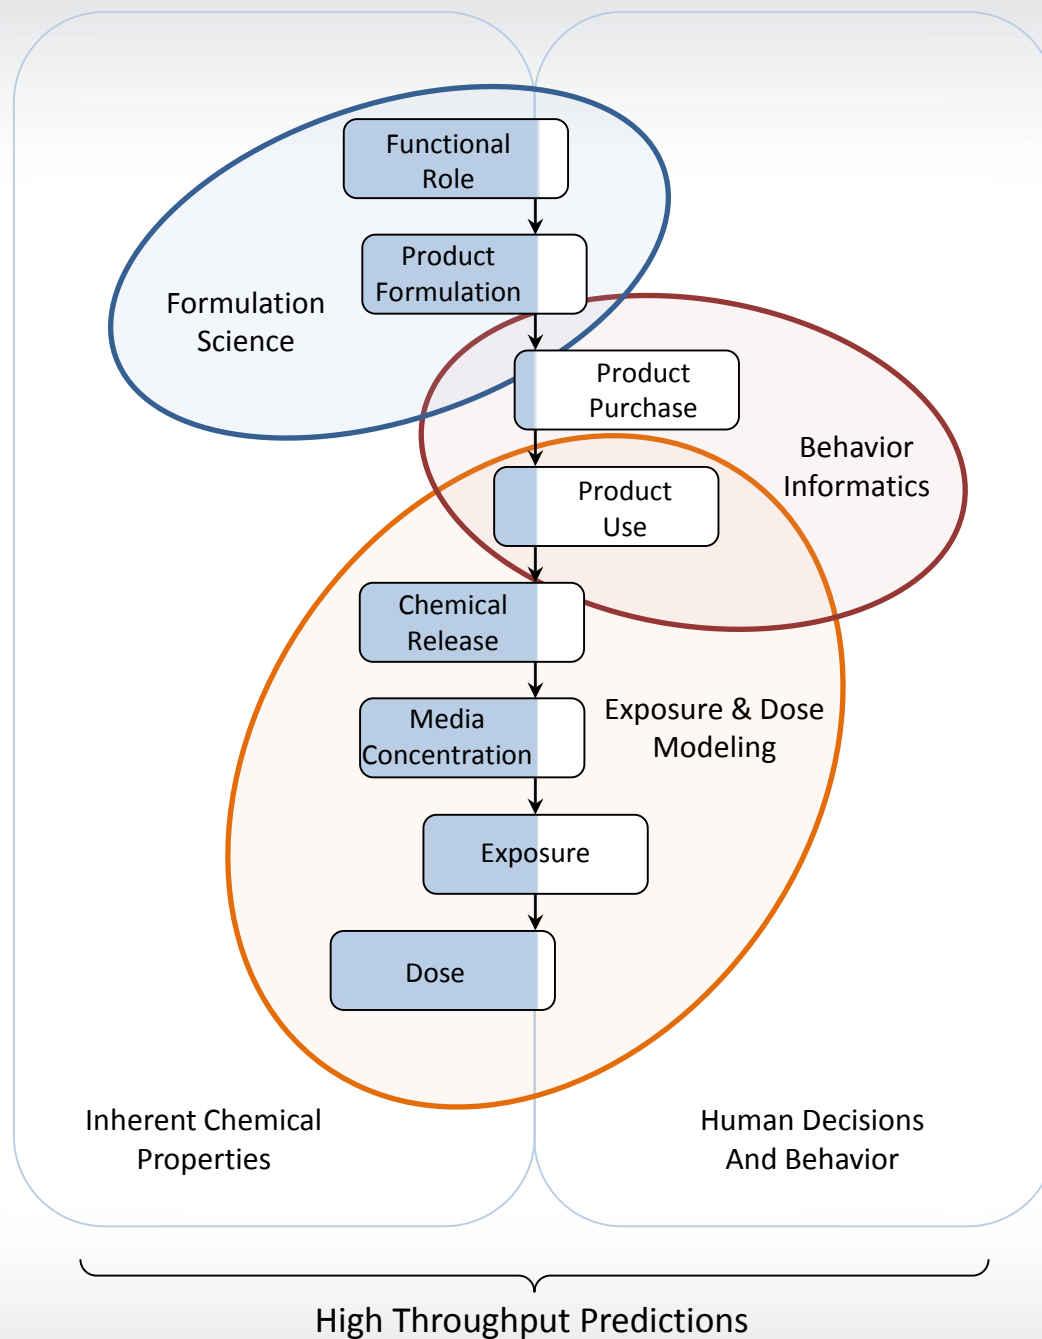 Functional
Role
Product
Formulation
Formulation
Science
Product
Purchase
Behavior
Informatics
Product
Use
Chemical
Release
Media
Concentration
Exposure & Dose
Modeling
Exposure
Dose
Inherent Chemical
Properties
Human Decisions
And Behavior
High Throughput Predictions